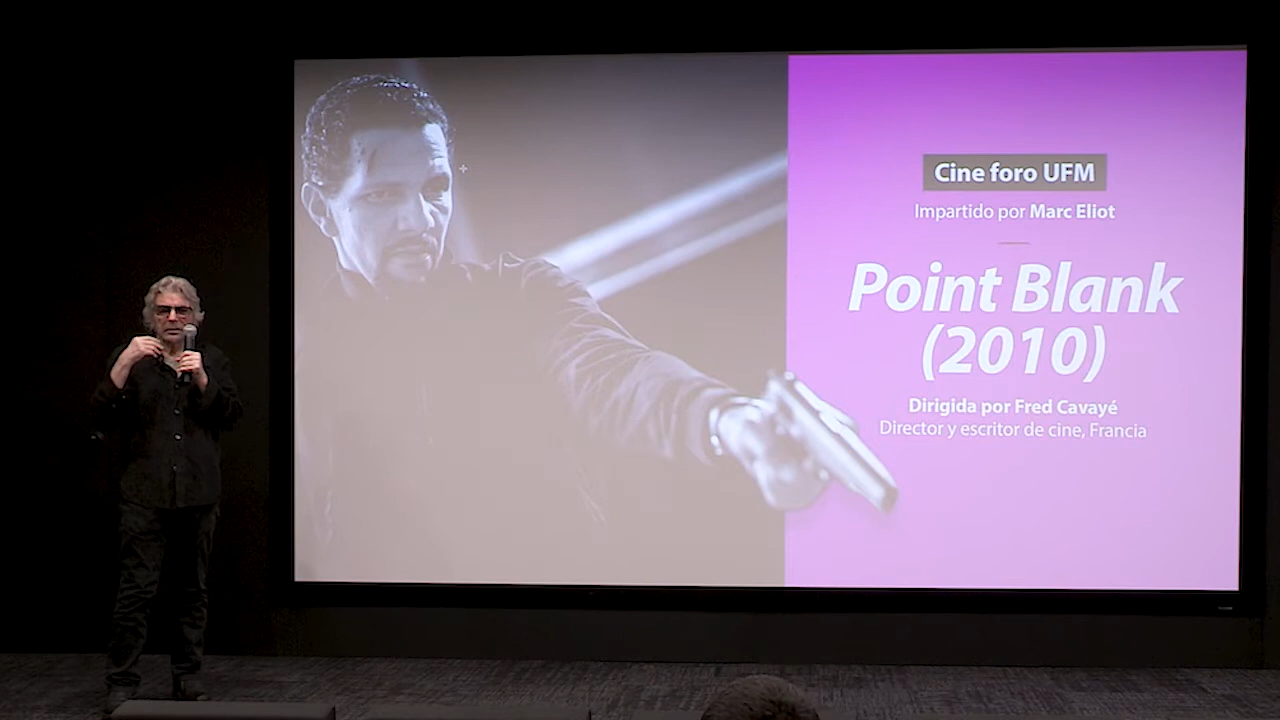 Cine foro UFM
Impartido por Marc Eliot
Point Blank
(2010)
Dirigida por Fred Cavayé
Director y escritor de cine, Francia